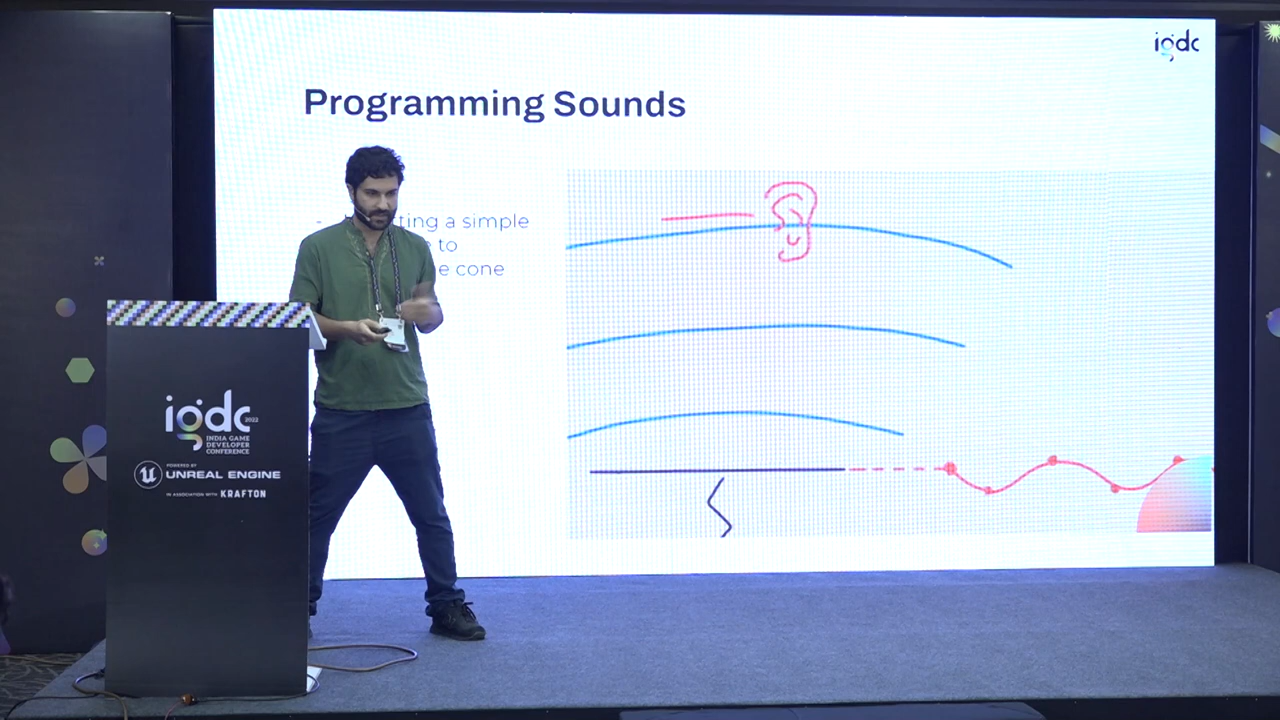 igdc
Programming Sounds
- ting a simple
to
e cone
igdc 2022
INDIA GAME
DEVELOPER
CONFERENCE
POWERED BY
UNREAL ENGINE
IN ASSOCIATION WITH KRAFTON